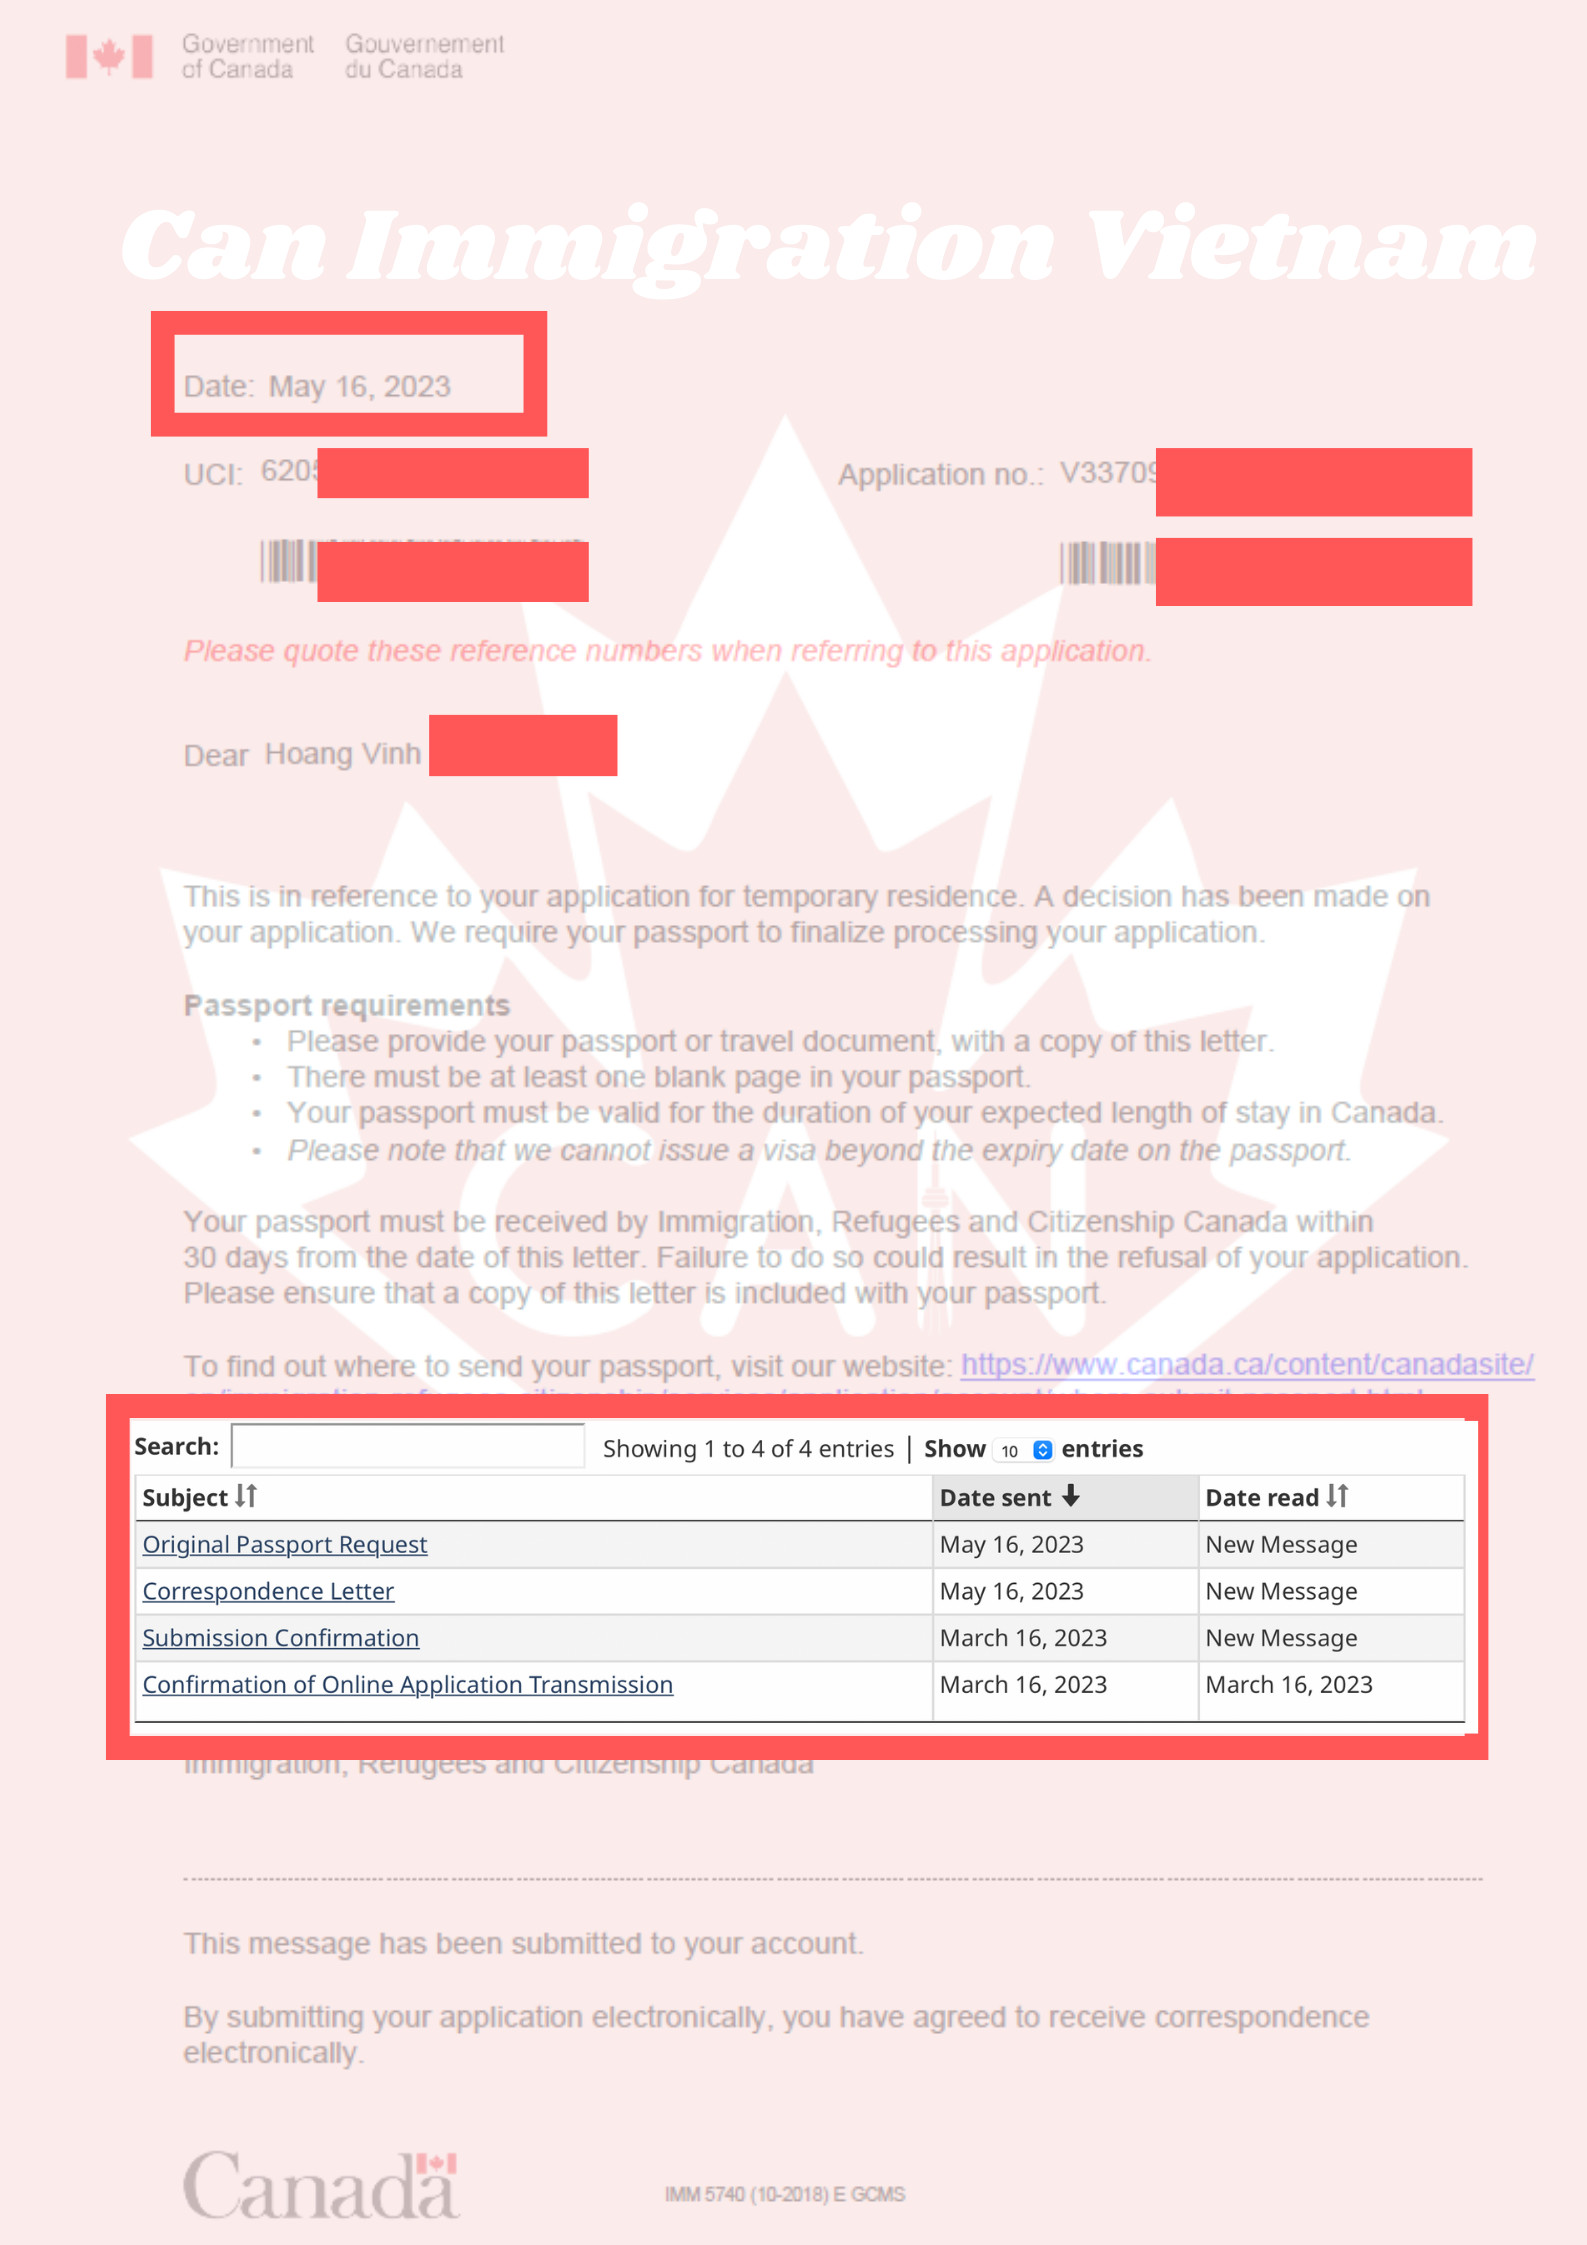 Government of Canada
Gouvernement du Canada
Can Immigration Vietnam
Date: May 16, 2023
UCI: 6205
Application no.: V33709
Please quote these reference numbers when referring to this application.
Dear Hoang Vinh
This is in reference to your application for temporary residence. A decision has been made on
your application. We require your passport to finalize processing your application.
Passport requirements
• Please provide your passport or travel document, with a copy of this letter.
• There must be at least one blank page in your passport.
• Your passport must be valid for the duration of your expected length of stay in Canada.
• Please note that we cannot issue a visa beyond the expiry date on the passport.
CAN
Your passport must be received by Immigration, Refugees and Citizenship Canada within
30 days from the date of this letter. Failure to do so could result in the refusal of your application.
Please ensure that a copy of this letter is included with your passport.
To find out where to send your passport, visit our website: https://www.canada.ca/content/canadasite/
Search: Showing 1 to 4 of 4 entries | Show 10 entries
Subject Date sent Date read
Original Passport Request May 16, 2023 New Message
Correspondence Letter May 16, 2023 New Message
Submission Confirmation March 16, 2023 New Message
Confirmation of Online Application Transmission March 16, 2023 March 16, 2023
Immigration, Refugees and Citizenship Canada
This message has been submitted to your account.
By submitting your application electronically, you have agreed to receive correspondence
electronically.
Canada
IMM 5740 (10-2018) E GCMS